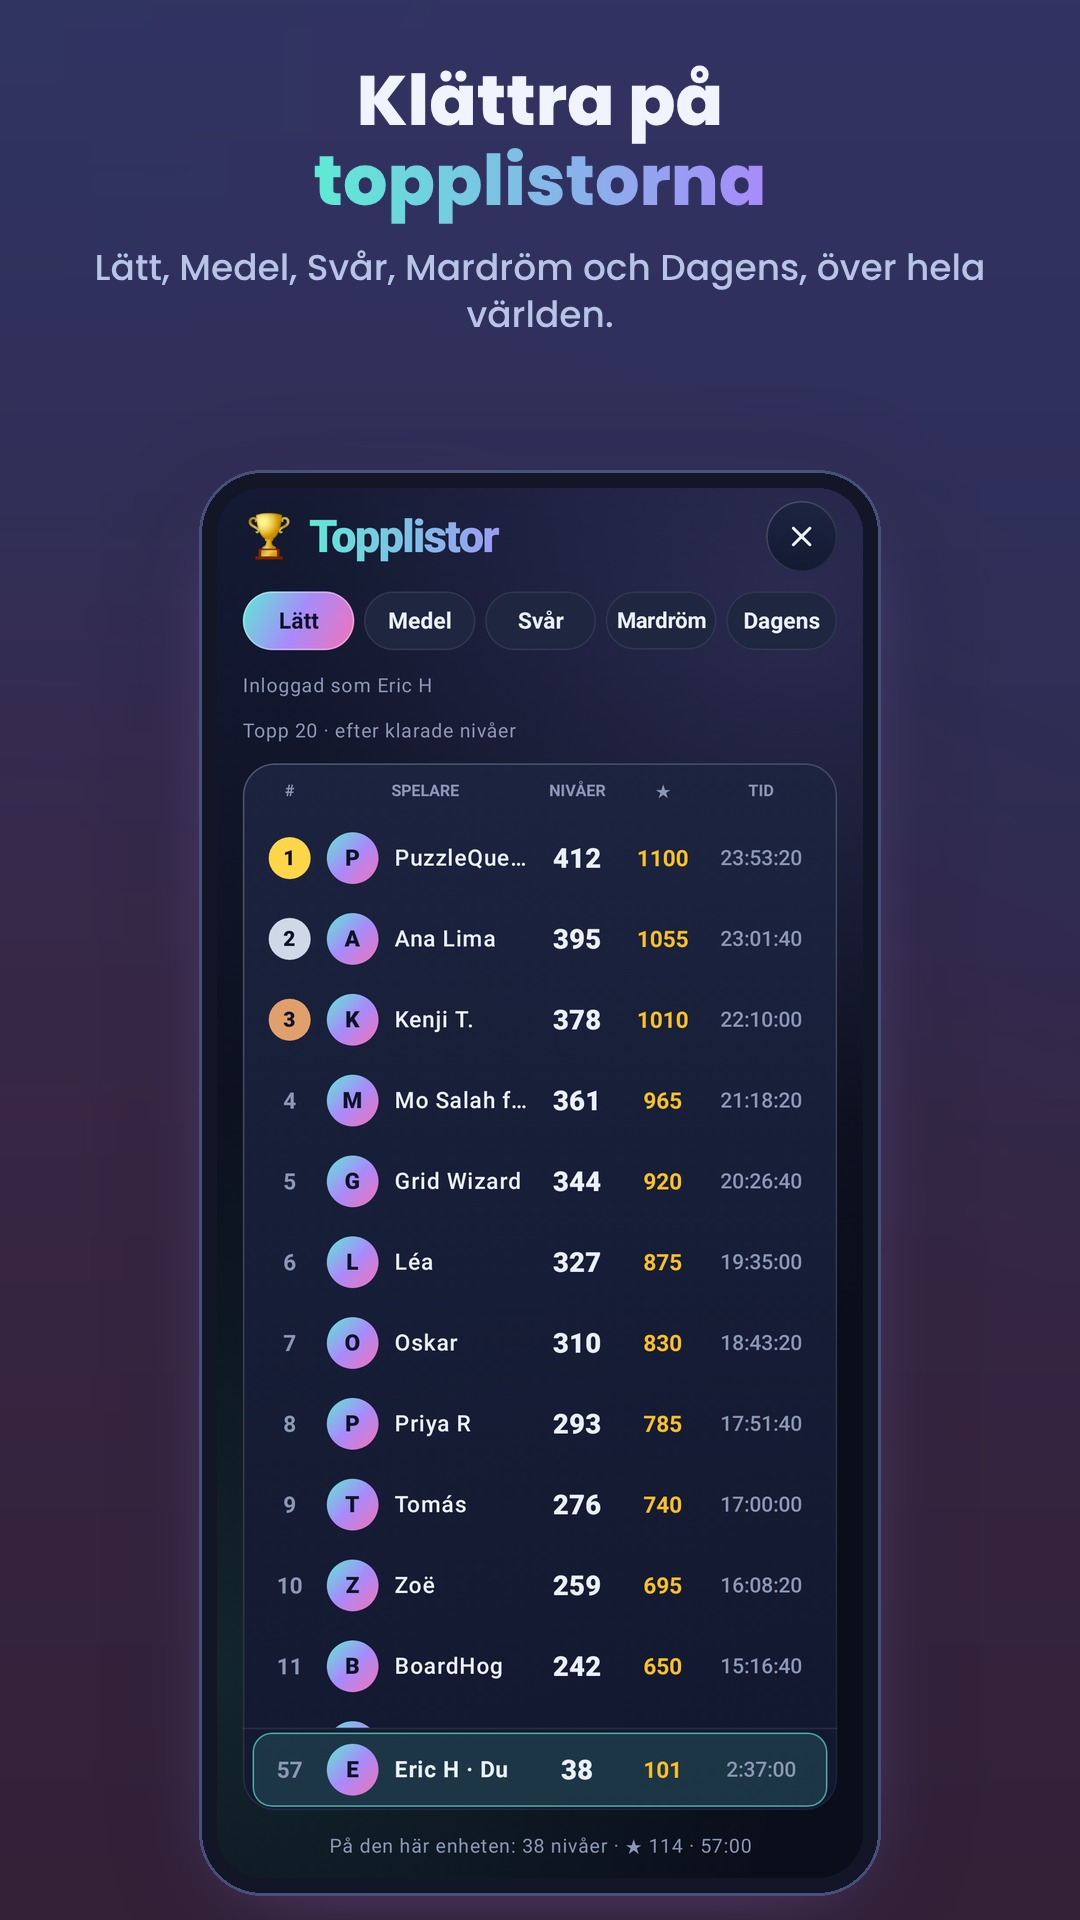 Klättra på
topplistorna
Lätt, Medel, Svår, Mardröm och Dagens, över hela
världen.
🏆 Topplistor ✕
Lätt Medel Svår Mardröm Dagens
Inloggad som Eric H
Topp 20 · efter klarade nivåer
# SPELARE NIVÅER ★ TID
1 P PuzzleQue... 412 1100 23:53:20
2 A Ana Lima 395 1055 23:01:40
3 K Kenji T. 378 1010 22:10:00
4 M Mo Salah f... 361 965 21:18:20
5 G Grid Wizard 344 920 20:26:40
6 L Léa 327 875 19:35:00
7 O Oskar 310 830 18:43:20
8 P Priya R 293 785 17:51:40
9 T Tomás 276 740 17:00:00
10 Z Zoë 259 695 16:08:20
11 B BoardHog 242 650 15:16:40
57 E Eric H · Du 38 101 2:37:00
På den här enheten: 38 nivåer · ★ 114 · 57:00